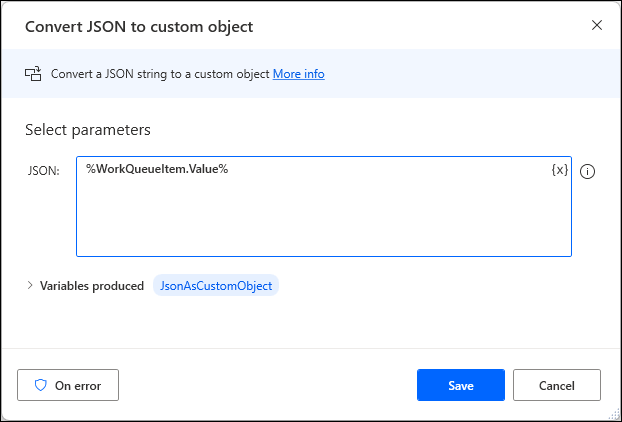 Convert JSON to custom object
Convert a JSON string to a custom object More info
Select parameters
JSON:
%WorkQueueItem.Value%
{x}
Variables produced JsonAsCustomObject
On error
Save
Cancel